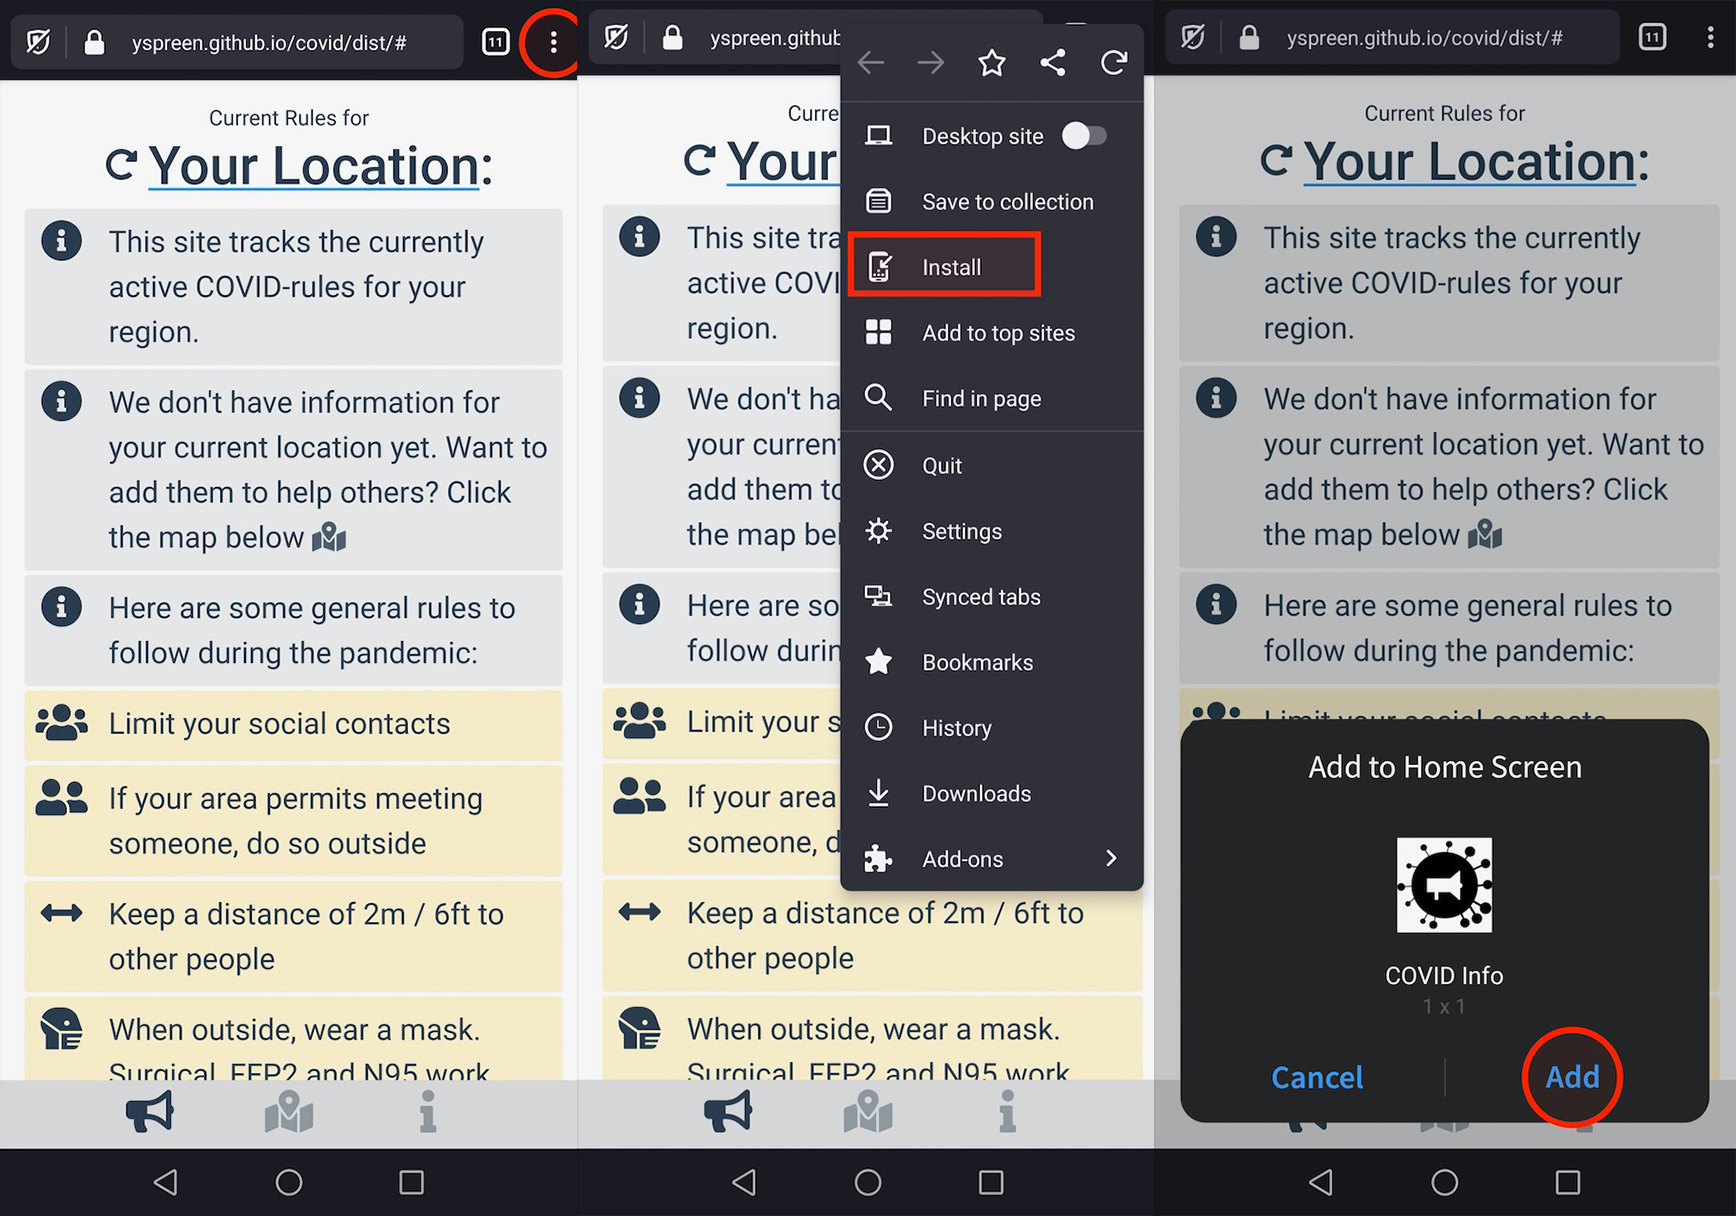 yspreen.github.io/covid/dist/#
11
Current Rules for
Your Location:
This site tracks the currently
active COVID-rules for your
region.
We don't have information for
your current location yet. Want to
add them to help others? Click
the map below
Here are some general rules to
follow during the pandemic:
Limit your social contacts
If your area permits meeting
someone, do so outside
Keep a distance of 2m / 6ft to
other people
When outside, wear a mask.
Surgical, FFP2 and N95 work
yspreen.github
Curre
Your
This site tra
active COVI
region.
We don't ha
your current
add them to
the map bel
Here are so
follow durin
Limit your s
If your area
someone, d
Keep a distance of 2m / 6ft to
other people
When outside, wear a mask.
Surgical, FFP2 and N95 work
Desktop site
Save to collection
Install
Add to top sites
Find in page
Quit
Settings
Synced tabs
Bookmarks
History
Downloads
Add-ons
yspreen.github.io/covid/dist/#
11
Current Rules for
Your Location:
This site tracks the currently
active COVID-rules for your
region.
We don't have information for
your current location yet. Want to
add them to help others? Click
the map below
Here are some general rules to
follow during the pandemic:
Limit your social contacts
Add to Home Screen
COVID Info
1 x 1
Cancel
Add